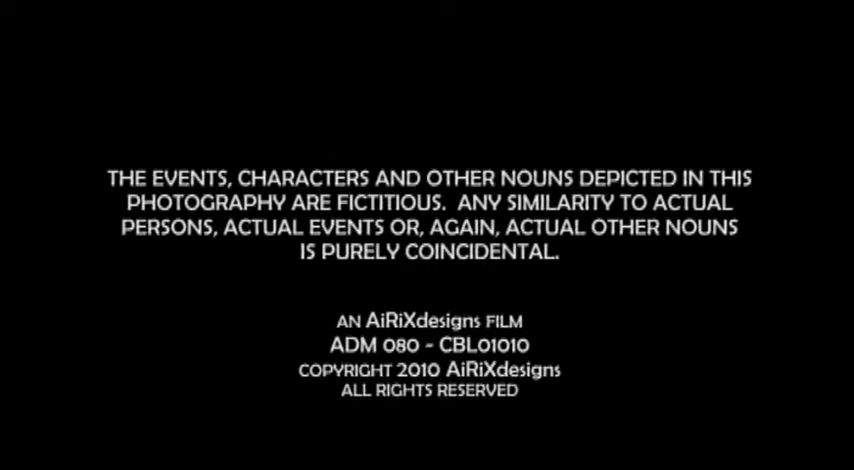 THE EVENTS, CHARACTERS AND OTHER NOUNS DEPICTED IN THIS
PHOTOGRAPHY ARE FICTITIOUS. ANY SIMILARITY TO ACTUAL
PERSONS, ACTUAL EVENTS OR, AGAIN, ACTUAL OTHER NOUNS
IS PURELY COINCIDENTAL.
AN AiRiXdesigns FILM
ADM 080 - CBL01010
COPYRIGHT 2010 AiRiXdesigns
ALL RIGHTS RESERVED